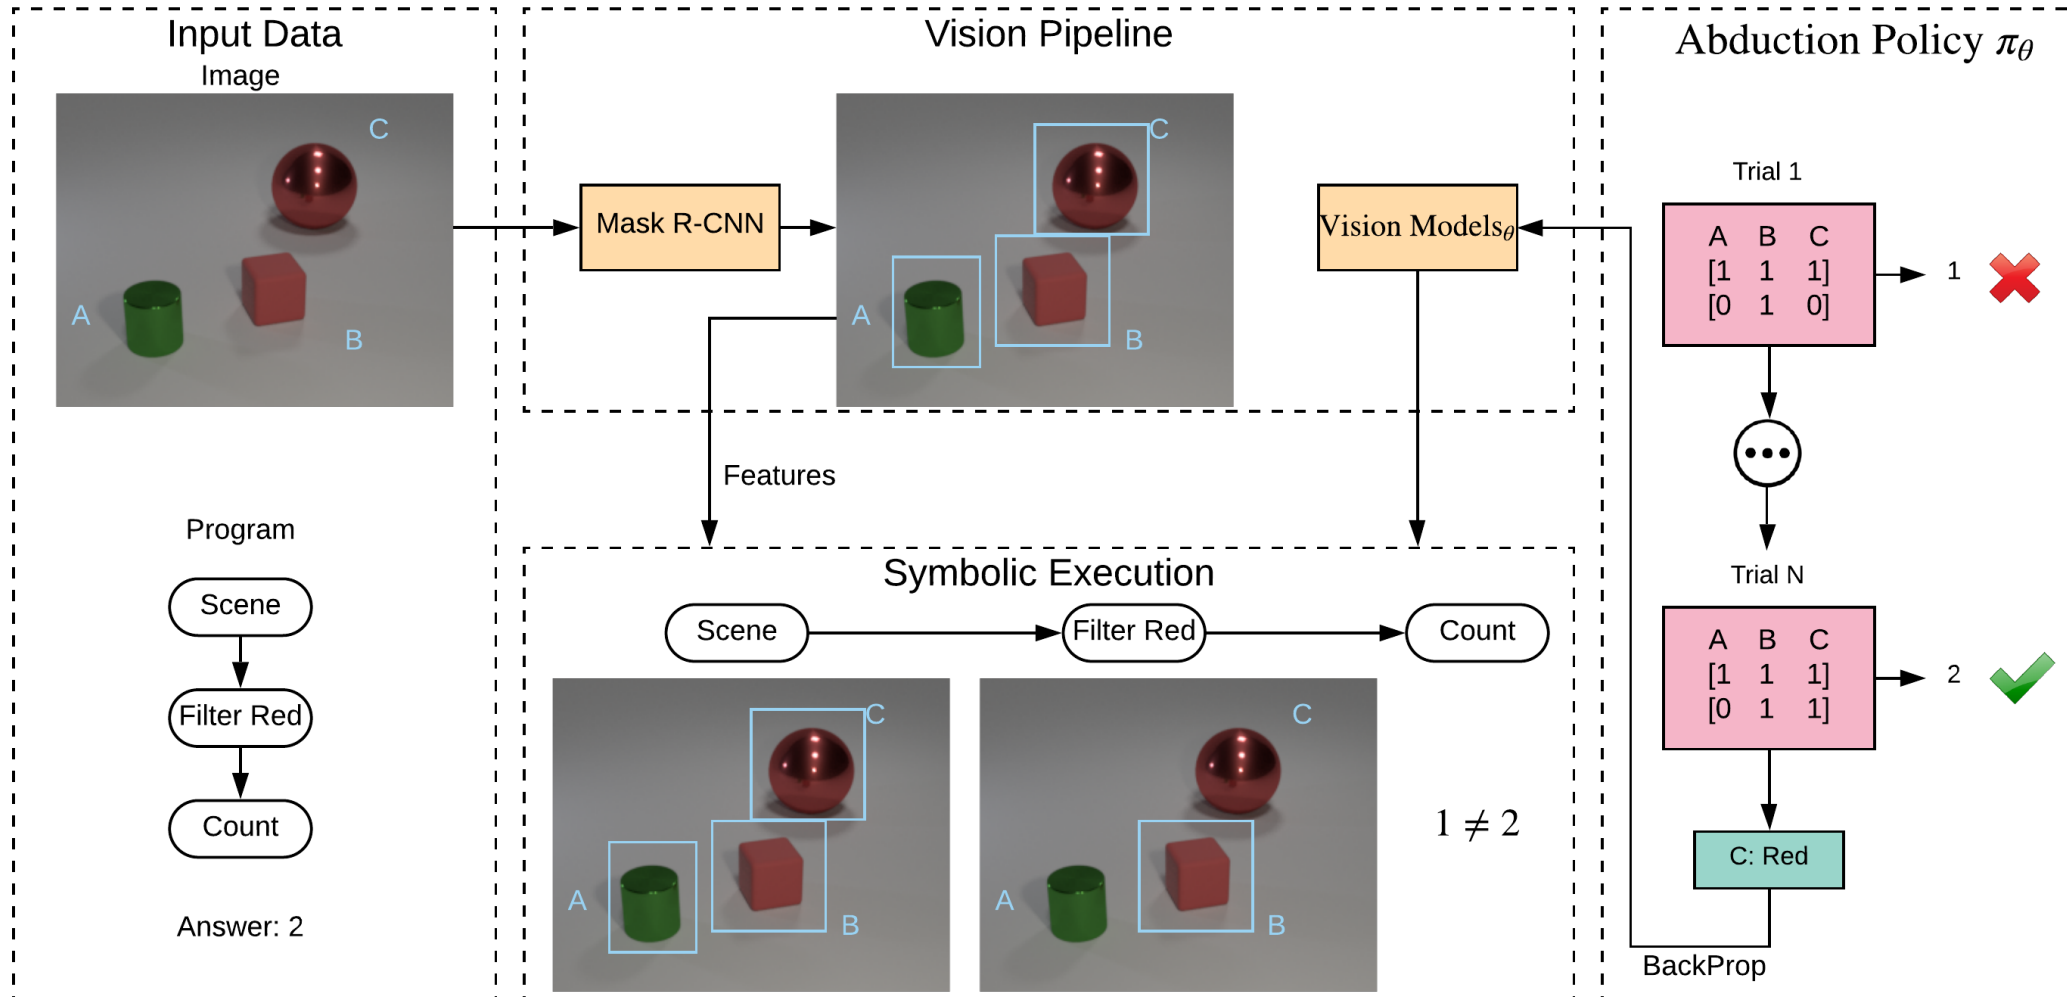 Input Data
Image
C
A
B
Program
Scene
Filter Red
Count
Answer: 2
Vision Pipeline
Mask R-CNN
C
A
B
Vision Models_θ
Features
Symbolic Execution
Scene
Filter Red
Count
C
A
B
C
A
B
1 ≠ 2
Abduction Policy π_θ
Trial 1
A B C
[1 1 1]
[0 1 0]
1
Trial N
A B C
[1 1 1]
[0 1 1]
2
C: Red
BackProp